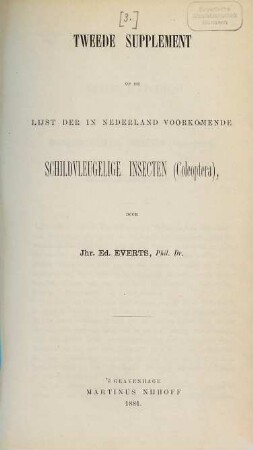 [3.]
TWEEDE SUPPLEMENT
OP DE
LIJST DER IN NEDERLAND VOORKOMENDE
SCHILDVLEUGELIGE INSECTEN (Coleoptera),
DOOR
Jhr. Ed. EVERTS, Phil. Dr.
'S GRAVENHAGE
MARTINUS NIJHOFF
1881.